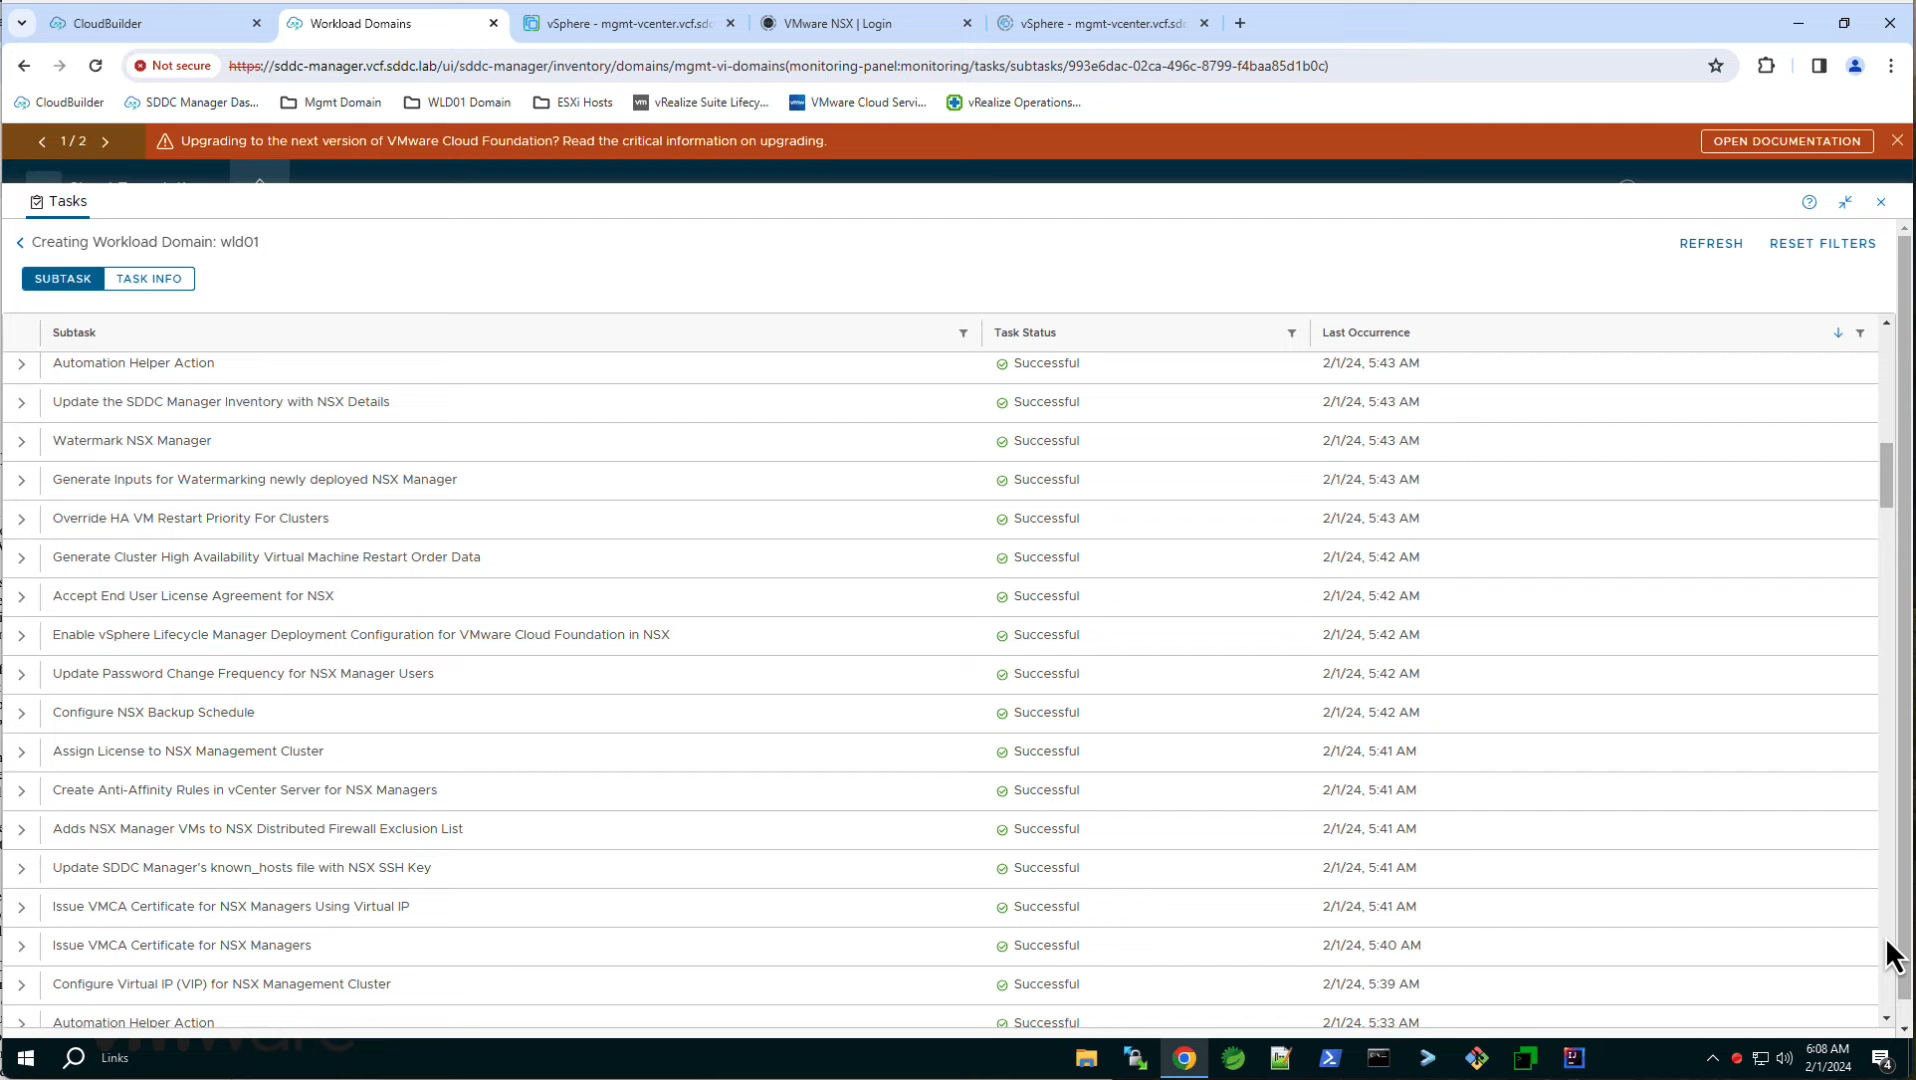 CloudBuilder
Workload Domains
vSphere - mgmt-vcenter.vcf.sddc
VMware NSX | Login
vSphere - mgmt-vcenter.vcf.sddc
Not secure
https://sddc-manager.vcf.sddc.lab/ui/sddc-manager/inventory/domains/mgmt-vi-domains(monitoring-panel:monitoring/tasks/subtasks/993e6dac-02ca-496c-8799-f4baa85d1b0c)
CloudBuilder
SDDC Manager Das...
Mgmt Domain
WLD01 Domain
ESXi Hosts
vRealize Suite Lifecy...
VMware Cloud Servi...
vRealize Operations...
1 / 2
Upgrading to the next version of VMware Cloud Foundation? Read the critical information on upgrading.
OPEN DOCUMENTATION
Tasks
Creating Workload Domain: wld01
REFRESH
RESET FILTERS
SUBTASK
TASK INFO
Subtask Task Status Last Occurrence
Automation Helper Action Successful 2/1/24, 5:43 AM
Update the SDDC Manager Inventory with NSX Details Successful 2/1/24, 5:43 AM
Watermark NSX Manager Successful 2/1/24, 5:43 AM
Generate Inputs for Watermarking newly deployed NSX Manager Successful 2/1/24, 5:43 AM
Override HA VM Restart Priority For Clusters Successful 2/1/24, 5:43 AM
Generate Cluster High Availability Virtual Machine Restart Order Data Successful 2/1/24, 5:42 AM
Accept End User License Agreement for NSX Successful 2/1/24, 5:42 AM
Enable vSphere Lifecycle Manager Deployment Configuration for VMware Cloud Foundation in NSX Successful 2/1/24, 5:42 AM
Update Password Change Frequency for NSX Manager Users Successful 2/1/24, 5:42 AM
Configure NSX Backup Schedule Successful 2/1/24, 5:42 AM
Assign License to NSX Management Cluster Successful 2/1/24, 5:41 AM
Create Anti-Affinity Rules in vCenter Server for NSX Managers Successful 2/1/24, 5:41 AM
Adds NSX Manager VMs to NSX Distributed Firewall Exclusion List Successful 2/1/24, 5:41 AM
Update SDDC Manager's known_hosts file with NSX SSH Key Successful 2/1/24, 5:41 AM
Issue VMCA Certificate for NSX Managers Using Virtual IP Successful 2/1/24, 5:41 AM
Issue VMCA Certificate for NSX Managers Successful 2/1/24, 5:40 AM
Configure Virtual IP (VIP) for NSX Management Cluster Successful 2/1/24, 5:39 AM
Automation Helper Action Successful 2/1/24, 5:33 AM
Links
6:08 AM
2/1/2024
4